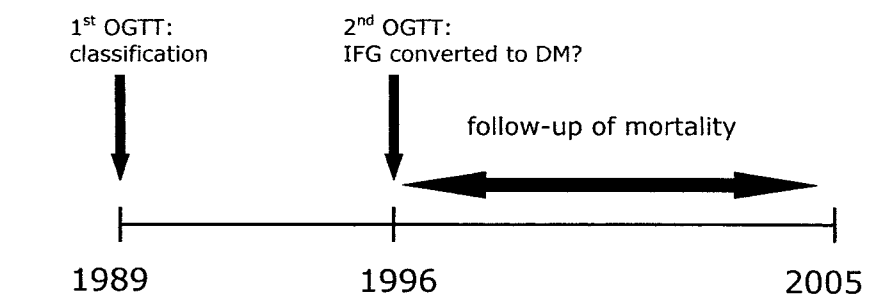 1st OGTT:
classification
2nd OGTT:
IFG converted to DM?
follow-up of mortality
1989
1996
2005